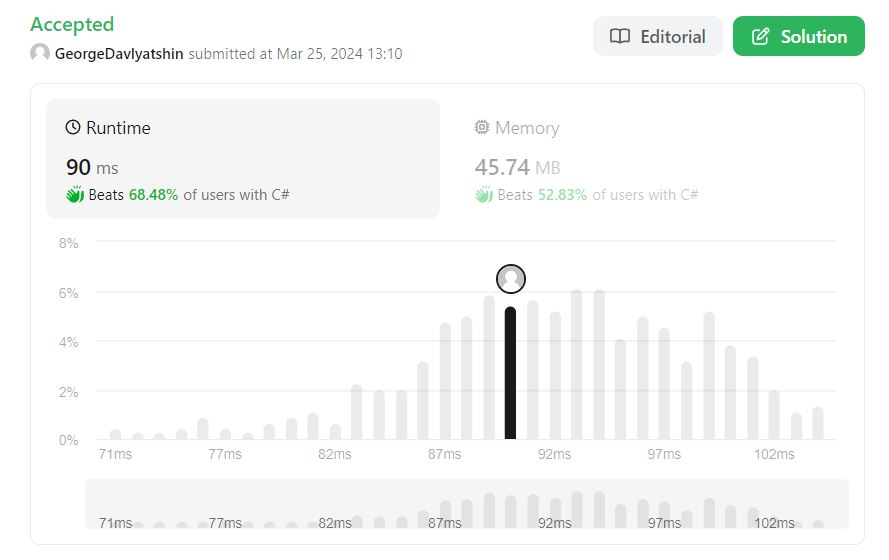 Accepted
GeorgeDavlyatshin submitted at Mar 25, 2024 13:10
Editorial
Solution
Runtime
90 ms
Beats 68.48% of users with C#
Memory
45.74 MB
Beats 52.83% of users with C#
8%
6%
4%
2%
0%
71ms 77ms 82ms 87ms 92ms 97ms 102ms
71ms 77ms 82ms 87ms 92ms 97ms 102ms